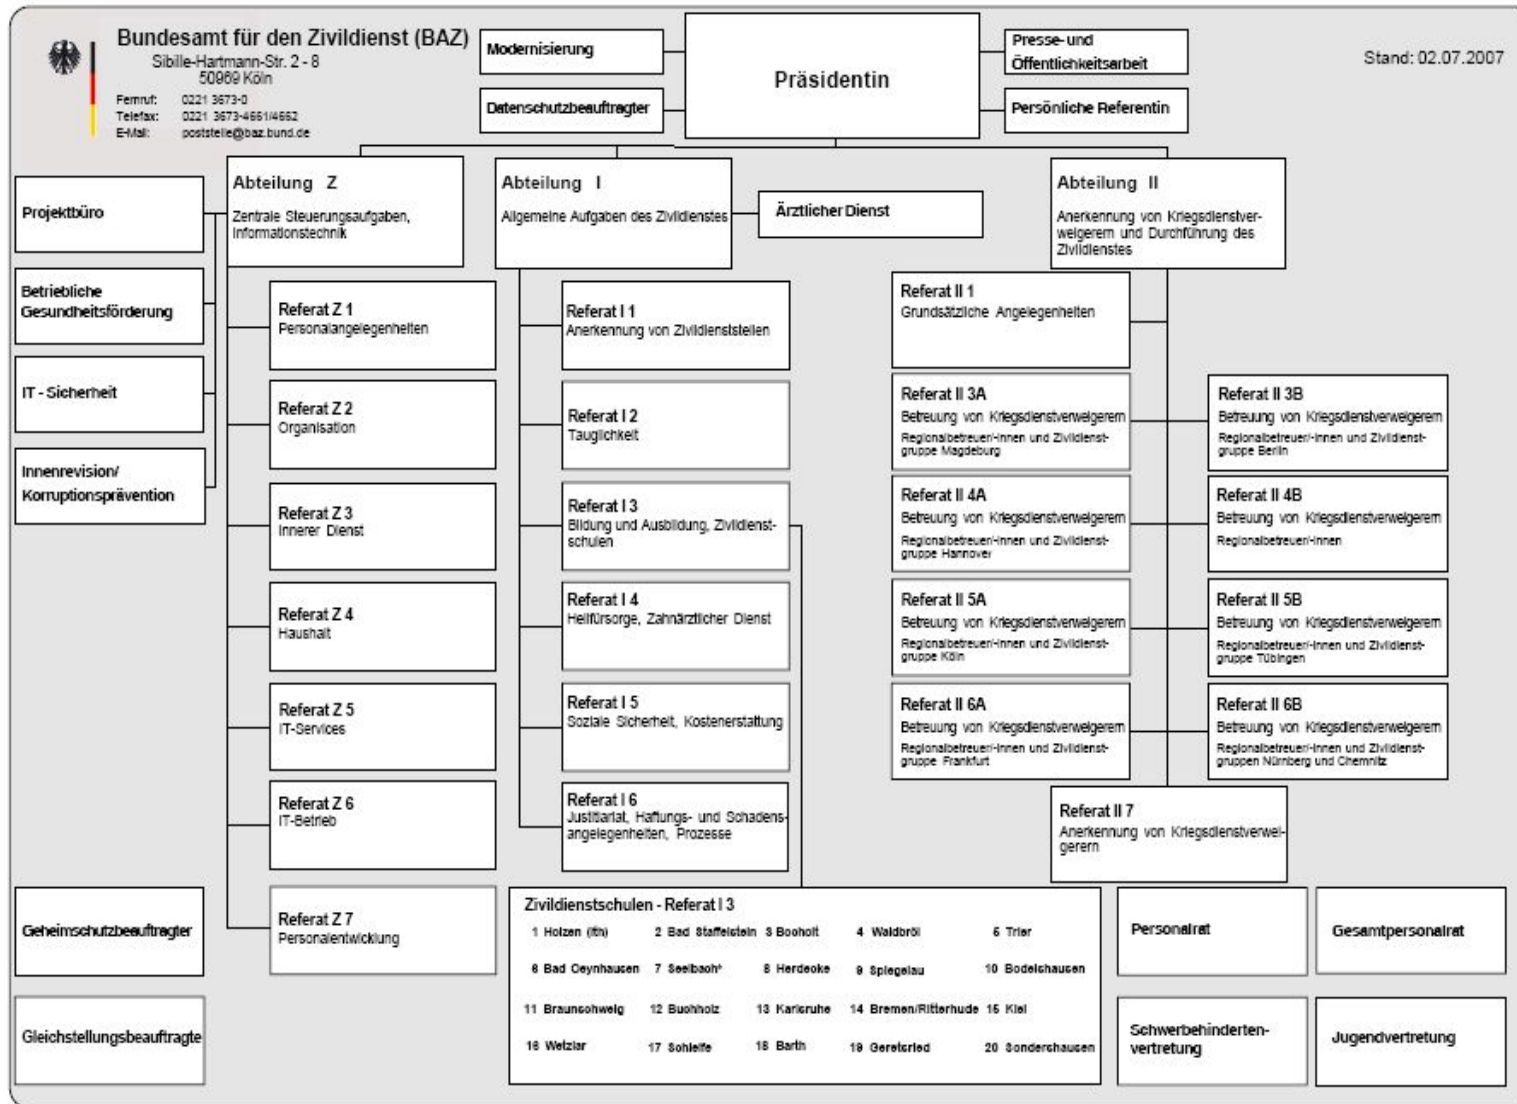 Bundesamt für den Zivildienst (BAZ)
Sibille-Hartmann-Str. 2 - 8
50969 Köln
Fernruf: 0221 3673-0
Telefax: 0221 3673-4661/4662
E-Mail: poststelle@baz.bund.de
Modernisierung
Datenschutzbeauftragter
Präsidentin
Presse-und
Öffentlichkeitsarbeit
Persönliche Referentin
Stand: 02.07.2007
Projektbüro
Betriebliche
Gesundheitsförderung
IT - Sicherheit
Innenrevision/
Korruptionsprävention
Geheimschutzbeauftragter
Gleichstellungsbeauftragte
Abteilung Z
Zentrale Steuerungsaufgaben,
Informationstechnik
Referat Z 1
Personalangelegenheiten
Referat Z 2
Organisation
Referat Z 3
Innerer Dienst
Referat Z 4
Haushalt
Referat Z 5
IT-Services
Referat Z 6
IT-Betrieb
Referat Z 7
Personalentwicklung
Abteilung I
Allgemeine Aufgaben des Zivildienstes
Ärztlicher Dienst
Referat I 1
Anerkennung von Zivildienststellen
Referat I 2
Tauglichkeit
Referat I 3
Bildung und Ausbildung, Zivildienst-
schulen
Referat I 4
Heilfürsorge, Zahnärztlicher Dienst
Referat I 5
Soziale Sicherheit, Kostenerstattung
Referat I 6
Justitiariat, Haftungs- und Schadens-
angelegenheiten, Prozesse
Abteilung II
Anerkennung von Kriegsdienstver-
weigerern und Durchführung des
Zivildienstes
Referat II 1
Grundsätzliche Angelegenheiten
Referat II 3A
Betreuung von Kriegsdienstverweigerern
Regionalbetreuer/-innen und Zivildienst-
gruppe Magdeburg
Referat II 3B
Betreuung von Kriegsdienstverweigerern
Regionalbetreuer/-innen und Zivildienst-
gruppe Berlin
Referat II 4A
Betreuung von Kriegsdienstverweigerern
Regionalbetreuer/-innen und Zivildienst-
gruppe Hannover
Referat II 4B
Betreuung von Kriegsdienstverweigerern
Regionalbetreuer/-innen
Referat II 5A
Betreuung von Kriegsdienstverweigerern
Regionalbetreuer/-innen und Zivildienst-
gruppe Köln
Referat II 5B
Betreuung von Kriegsdienstverweigerern
Regionalbetreuer/-innen und Zivildienst-
gruppe Tübingen
Referat II 6A
Betreuung von Kriegsdienstverweigerern
Regionalbetreuer/-innen und Zivildienst-
gruppe Frankfurt
Referat II 6B
Betreuung von Kriegsdienstverweigerern
Regionalbetreuer/-innen und Zivildienst-
gruppen Nürnberg und Chemnitz
Referat II 7
Anerkennung von Kriegsdienstverwei-
gerern
Zivildienstschulen - Referat I 3
1 Holzen (Ith) 2 Bad Staffelstein 3 Bocholt 4 Waldbröl 5 Trier
6 Bad Oeynhausen 7 Seelbach* 8 Herdecke 9 Spiegelau 10 Bodelshausen
11 Braunschweig 12 Buchholz 13 Karlsruhe 14 Bremen/Ritterhude 15 Kiel
16 Wetzlar 17 Schleife 18 Barth 19 Geretsried 20 Sondershausen
Personalrat
Gesamtpersonalrat
Schwerbehinderten-
vertretung
Jugendvertretung